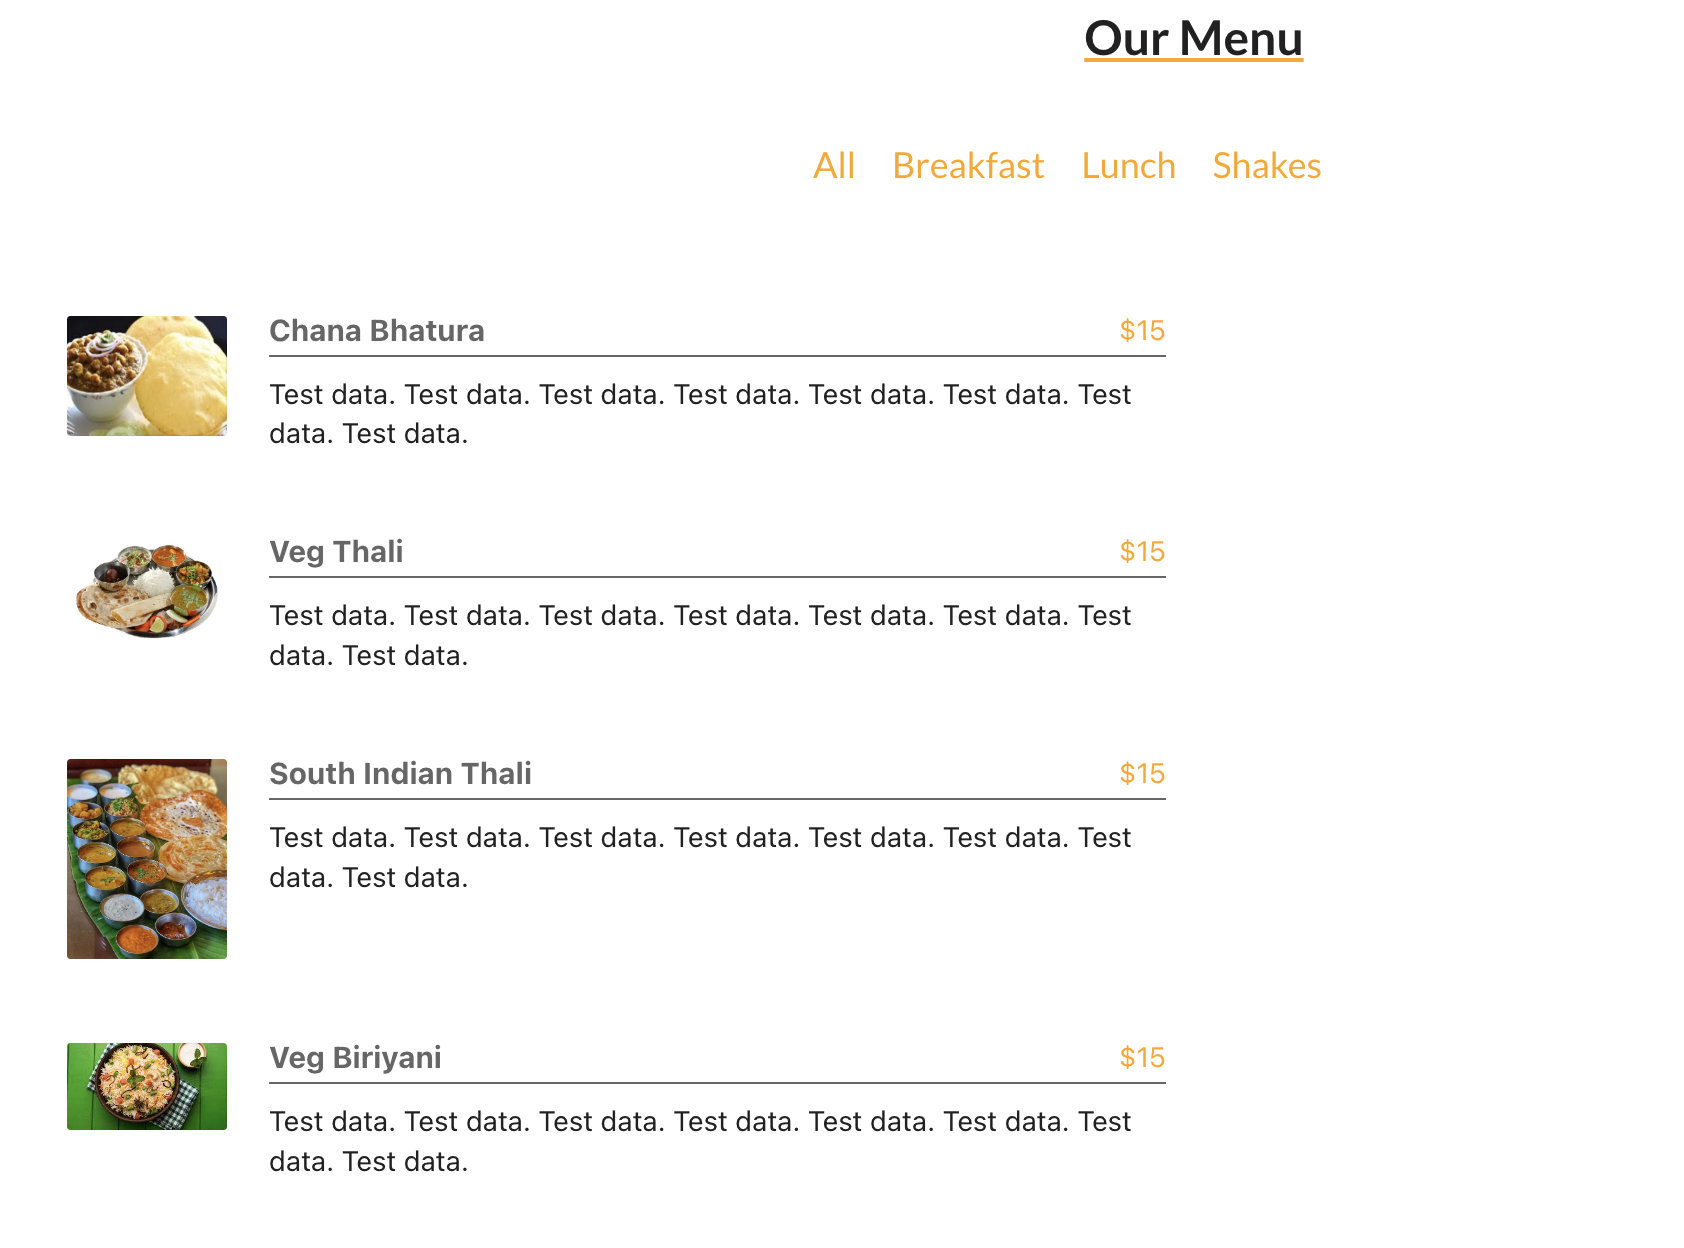 Our Menu
All Breakfast Lunch Shakes
Chana Bhatura $15
Test data. Test data. Test data. Test data. Test data. Test data. Test
data. Test data.
Veg Thali $15
Test data. Test data. Test data. Test data. Test data. Test data. Test
data. Test data.
South Indian Thali $15
Test data. Test data. Test data. Test data. Test data. Test data. Test
data. Test data.
Veg Biriyani $15
Test data. Test data. Test data. Test data. Test data. Test data. Test
data. Test data.